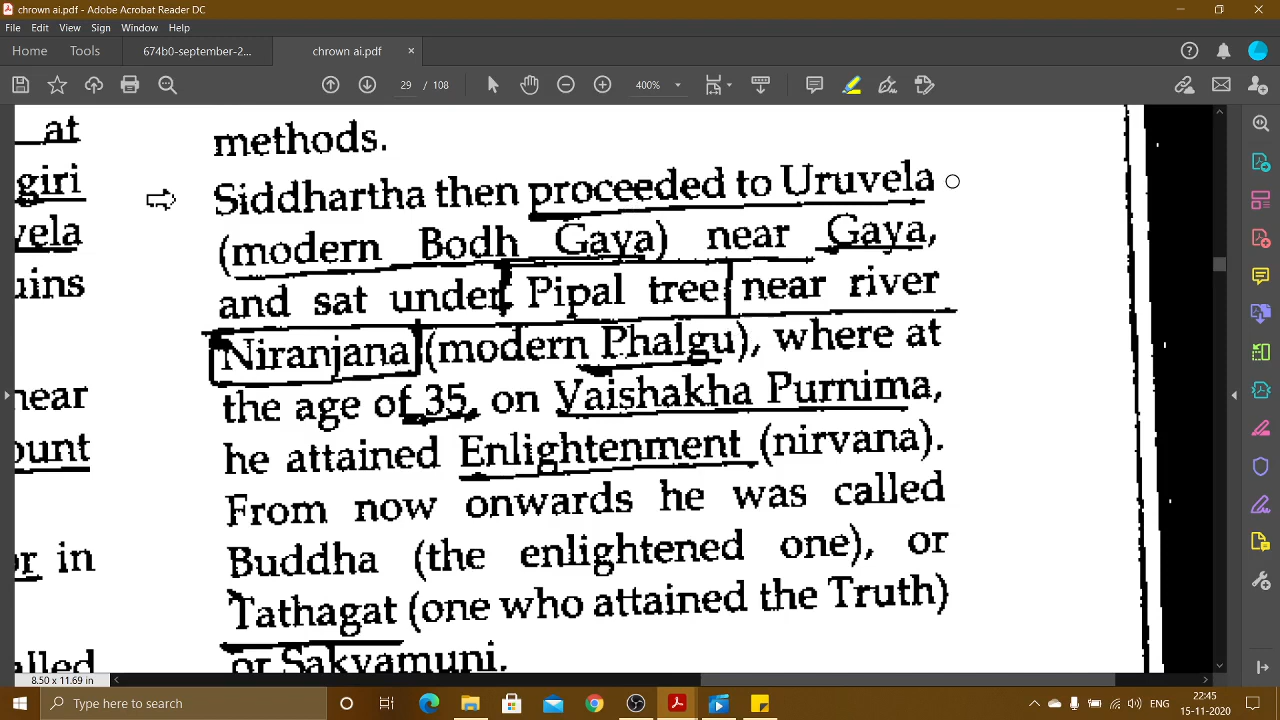 chrown ai.pdf - Adobe Acrobat Reader DC
File Edit View Sign Window Help
Home Tools 674b0-september-2... chrown ai.pdf ×
29 / 108 400%
at
giri
vela
uins
near
ount
or in
alled
methods.
⇨ Siddhartha then proceeded to Uruvela
(modern Bodh Gaya) near Gaya,
and sat under Pipal tree near river
Niranjana (modern Phalgu), where at
the age of 35, on Vaishakha Purnima,
he attained Enlightenment (nirvana).
From now onwards he was called
Buddha (the enlightened one), or
Tathagat (one who attained the Truth)
or Sakyamuni.
8.50 x 11.69 in
Type here to search
22:45
15-11-2020